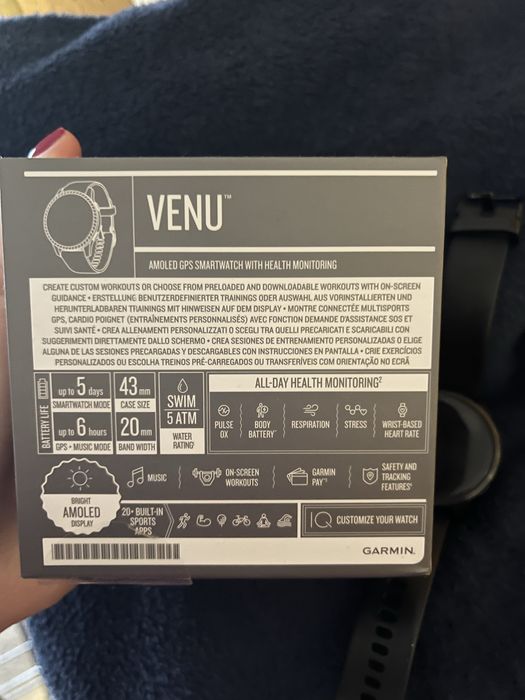 VENU™
AMOLED GPS SMARTWATCH WITH HEALTH MONITORING
CREATE CUSTOM WORKOUTS OR CHOOSE FROM PRELOADED AND DOWNLOADABLE WORKOUTS WITH ON-SCREEN
GUIDANCE • ERSTELLUNG BENUTZERDEFINIERTER TRAININGS ODER AUSWAHL AUS VORINSTALLIERTEN UND
HERUNTERLADBAREN TRAININGS MIT HINWEISEN AUF DEM DISPLAY • MONTRE CONNECTÉE MULTISPORTS
GPS, CARDIO POIGNET (ENTRAÎNEMENTS PERSONNALISÉS) AVEC FONCTION DEMANDE D'ASSISTANCE SOS ET
SUIVI SANTÉ • CREA ALLENAMENTI PERSONALIZZATI O SCEGLI TRA QUELLI PRECARICATI E SCARICABILI CON
SUGGERIMENTI DIRETTAMENTE DALLO SCHERMO • CREA SESIONES DE ENTRENAMIENTO PERSONALIZADAS O ELIGE
ALGUNA DE LAS SESIONES PRECARGADAS Y DESCARGABLES CON INSTRUCCIONES EN PANTALLA • CRIE EXERCÍCIOS
PERSONALIZADOS OU ESCOLHA TREINOS PRÉ-CARREGADOS OU TRANSFERÍVEIS COM ORIENTAÇÃO NO ECRÃ
BATTERY LIFE
up to 5 days
SMARTWATCH MODE
up to 6 hours
GPS + MUSIC MODE
43 mm
CASE SIZE
20 mm
BAND WIDTH
SWIM
5 ATM
WATER
RATING¹
ALL-DAY HEALTH MONITORING²
PULSE
OX
BODY
BATTERY™
RESPIRATION
STRESS
WRIST-BASED
HEART RATE
BRIGHT
AMOLED
DISPLAY
MUSIC
ON-SCREEN
WORKOUTS
GARMIN
PAY™³
SAFETY AND
TRACKING
FEATURES⁴
20+ BUILT-IN
SPORTS
APPS
IQ CUSTOMIZE YOUR WATCH
GARMIN.